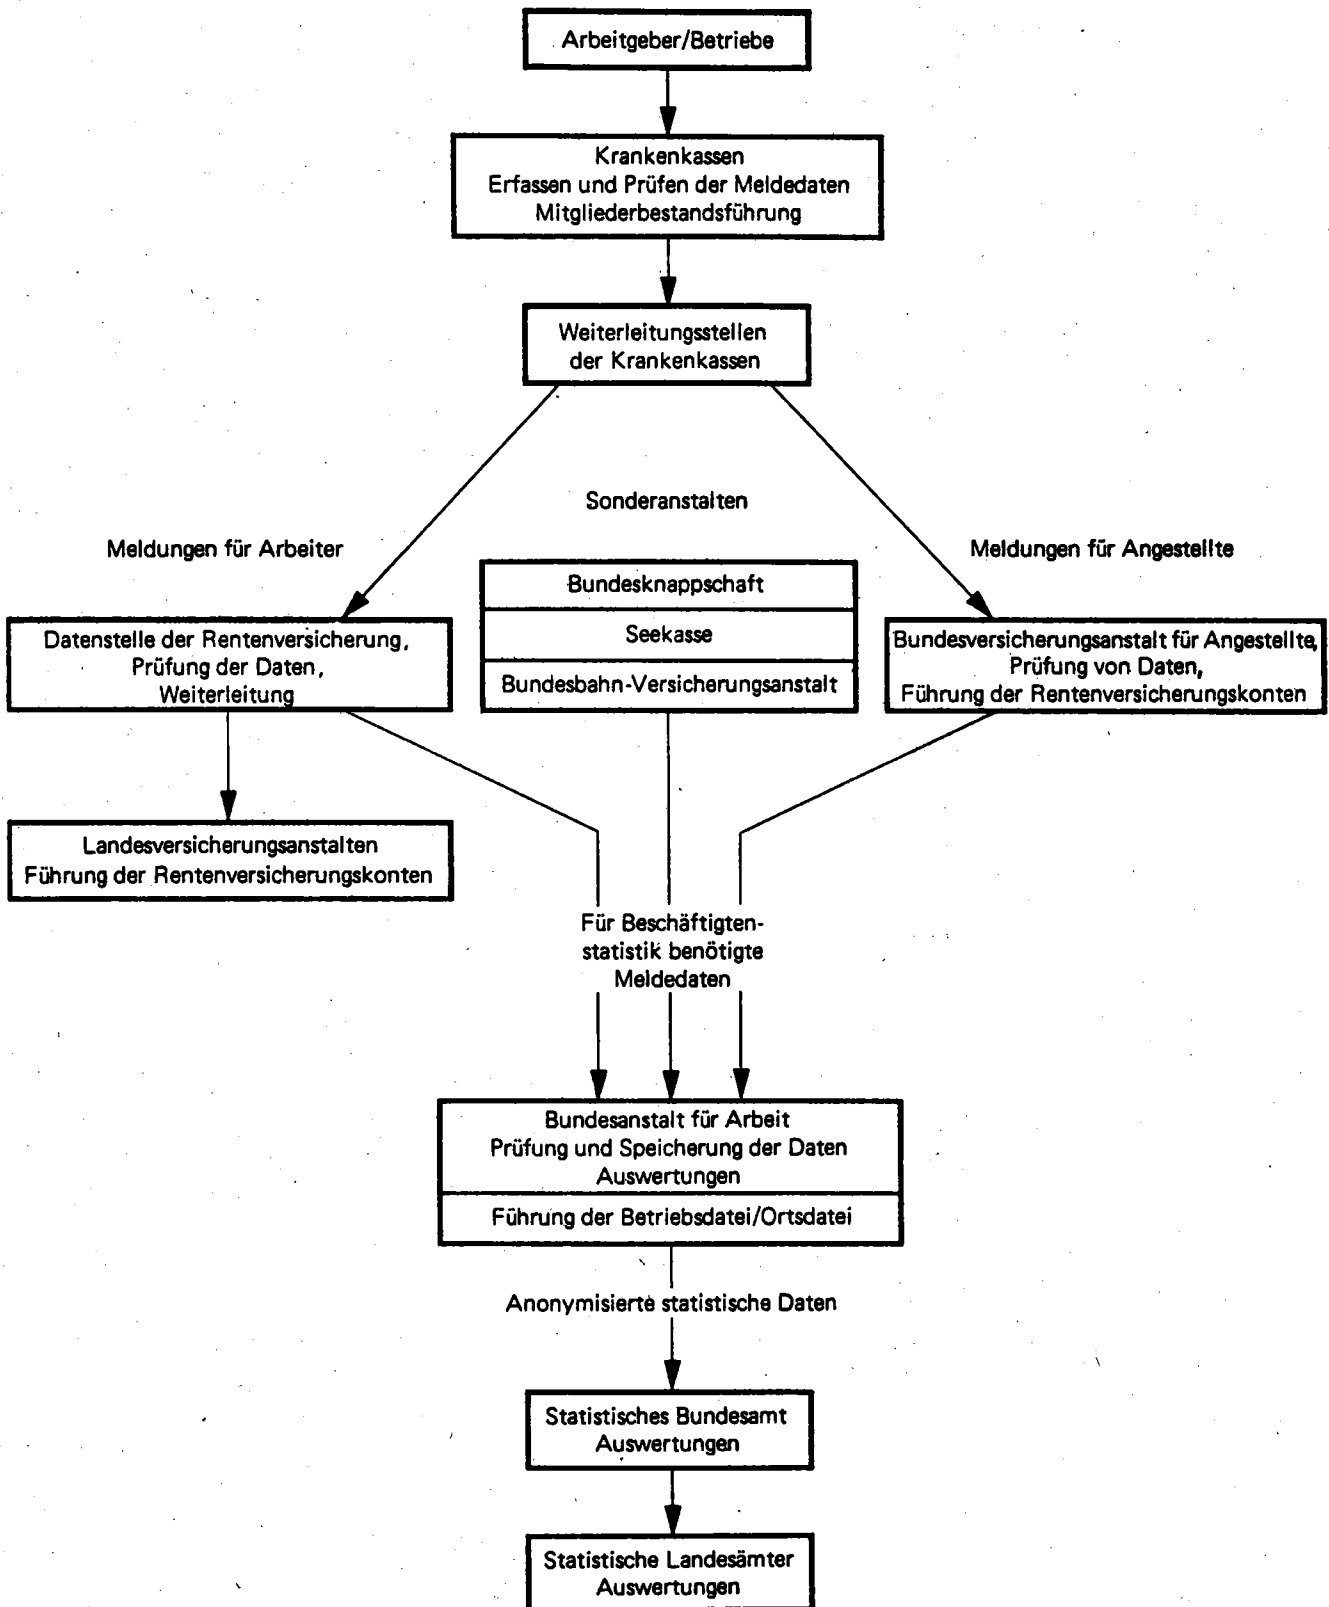 Arbeitgeber/Betriebe
Krankenkassen
Erfassen und Prüfen der Meldedaten
Mitgliederbestandsführung
Weiterleitungsstellen
der Krankenkassen
Sonderanstalten
Meldungen für Arbeiter
Meldungen für Angestellte
Bundesknappschaft
Seekasse
Bundesbahn-Versicherungsanstalt
Datenstelle der Rentenversicherung,
Prüfung der Daten,
Weiterleitung
Bundesversicherungsanstalt für Angestellte,
Prüfung von Daten,
Führung der Rentenversicherungskonten
Landesversicherungsanstalten
Führung der Rentenversicherungskonten
Für Beschäftigten-
statistik benötigte
Meldedaten
Bundesanstalt für Arbeit
Prüfung und Speicherung der Daten
Auswertungen
Führung der Betriebsdatei/Ortsdatei
Anonymisierte statistische Daten
Statistisches Bundesamt
Auswertungen
Statistische Landesämter
Auswertungen